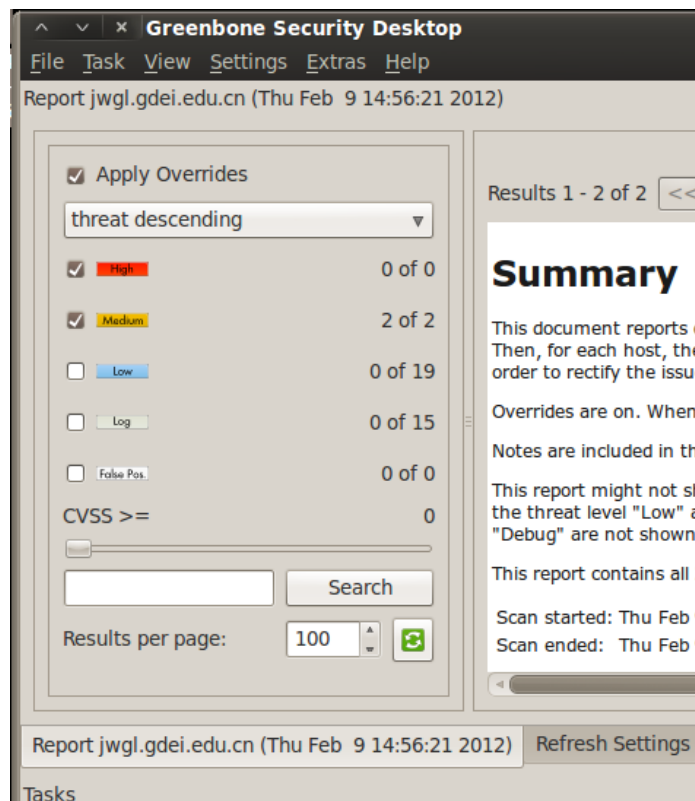 Greenbone Security Desktop
File Task View Settings Extras Help
Report jwgl.gdei.edu.cn (Thu Feb 9 14:56:21 2012)
Apply Overrides
threat descending
High 0 of 0
Medium 2 of 2
Low 0 of 19
Log 0 of 15
False Pos. 0 of 0
CVSS >= 0
Search
Results per page: 100
Results 1 - 2 of 2 <<
Summary
This document reports
Then, for each host, the
order to rectify the issu
Overrides are on. When
Notes are included in th
This report might not sh
the threat level "Low" a
"Debug" are not shown
This report contains all
Scan started: Thu Feb
Scan ended: Thu Feb
Report jwgl.gdei.edu.cn (Thu Feb 9 14:56:21 2012) Refresh Settings
Tasks